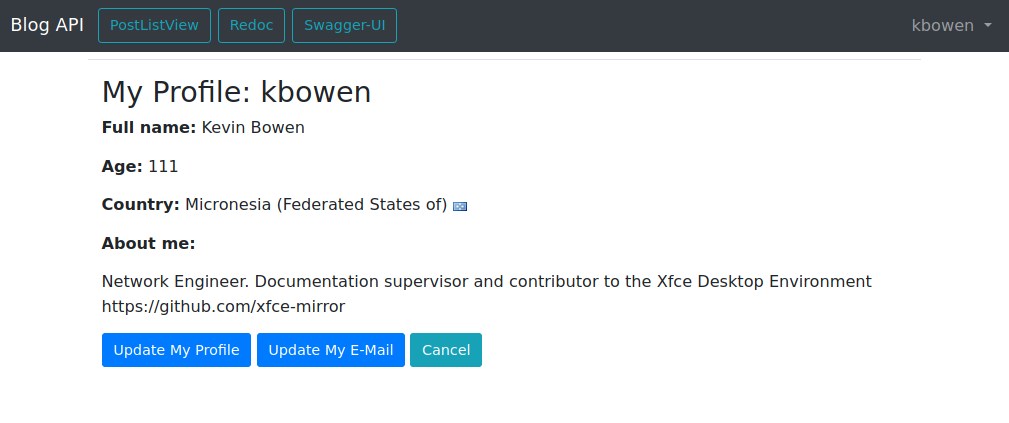 Blog API PostListView Redoc Swagger-UI kbowen
My Profile: kbowen
Full name: Kevin Bowen
Age: 111
Country: Micronesia (Federated States of)
About me:
Network Engineer. Documentation supervisor and contributor to the Xfce Desktop Environment
https://github.com/xfce-mirror
Update My Profile Update My E-Mail Cancel